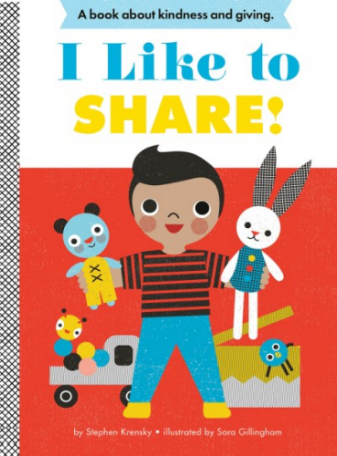 A book about kindness and giving.
I Like to
SHARE!
by Stephen Krensky • illustrated by Sara Gillingham